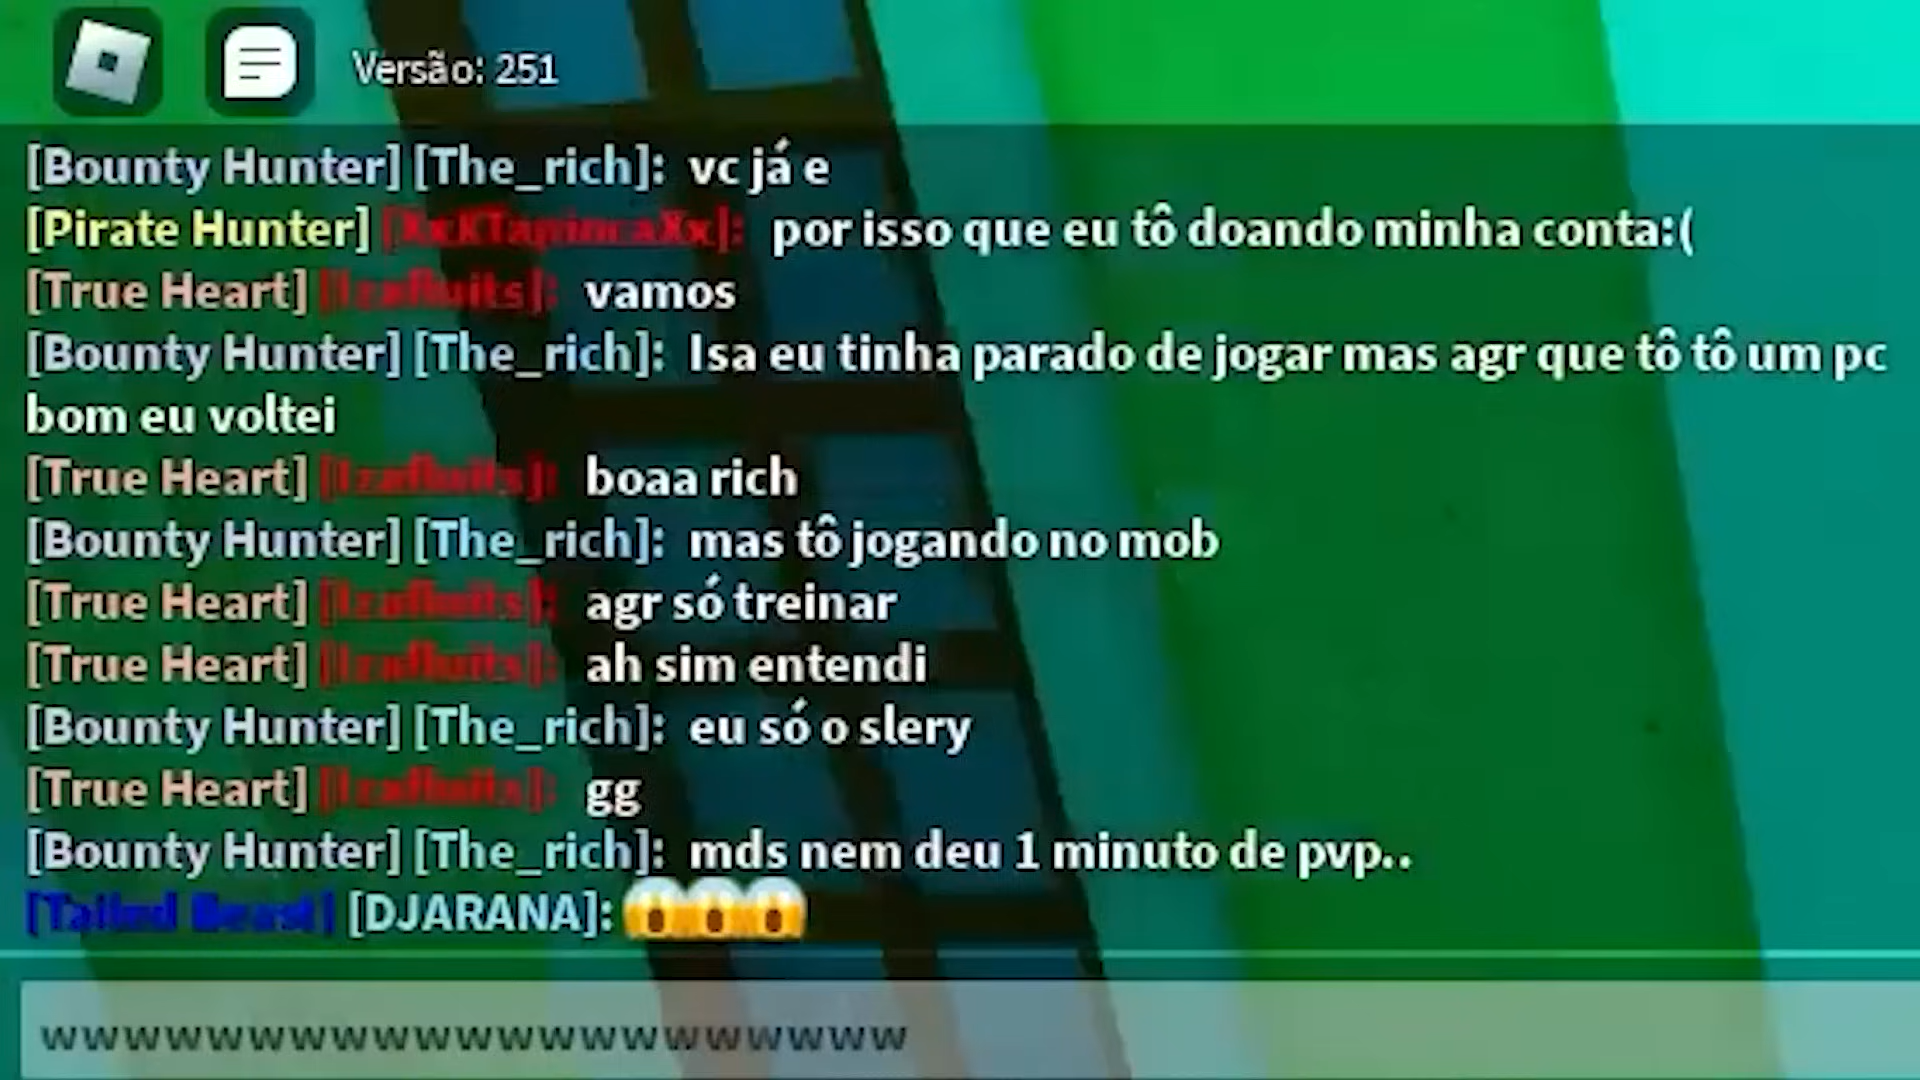 Versão: 251
[Bounty Hunter] [The_rich]: vc já e
[Pirate Hunter] por isso que eu tô doando minha conta:(
[True Heart] vamos
[Bounty Hunter] [The_rich]: Isa eu tinha parado de jogar mas agr que tô tô um pc
bom eu voltei
[True Heart] boaa rich
[Bounty Hunter] [The_rich]: mas tô jogando no mob
[True Heart] agr só treinar
[True Heart] ah sim entendi
[Bounty Hunter] [The_rich]: eu só o slery
[True Heart] gg
[Bounty Hunter] [The_rich]: mds nem deu 1 minuto de pvp..
[Tailed Beast] [DJARANA]: 😱😱😱
wwwwwwwwwwwwwwwwwwwwwwwww